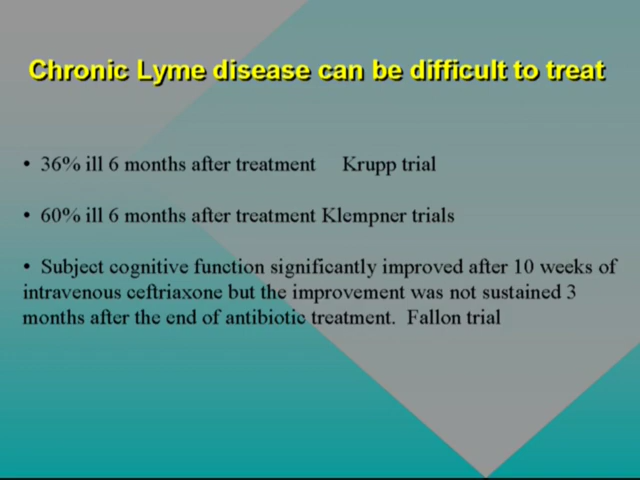 Chronic Lyme disease can be difficult to treat
• 36% ill 6 months after treatment Krupp trial
• 60% ill 6 months after treatment Klempner trials
• Subject cognitive function significantly improved after 10 weeks of
intravenous ceftriaxone but the improvement was not sustained 3
months after the end of antibiotic treatment. Fallon trial